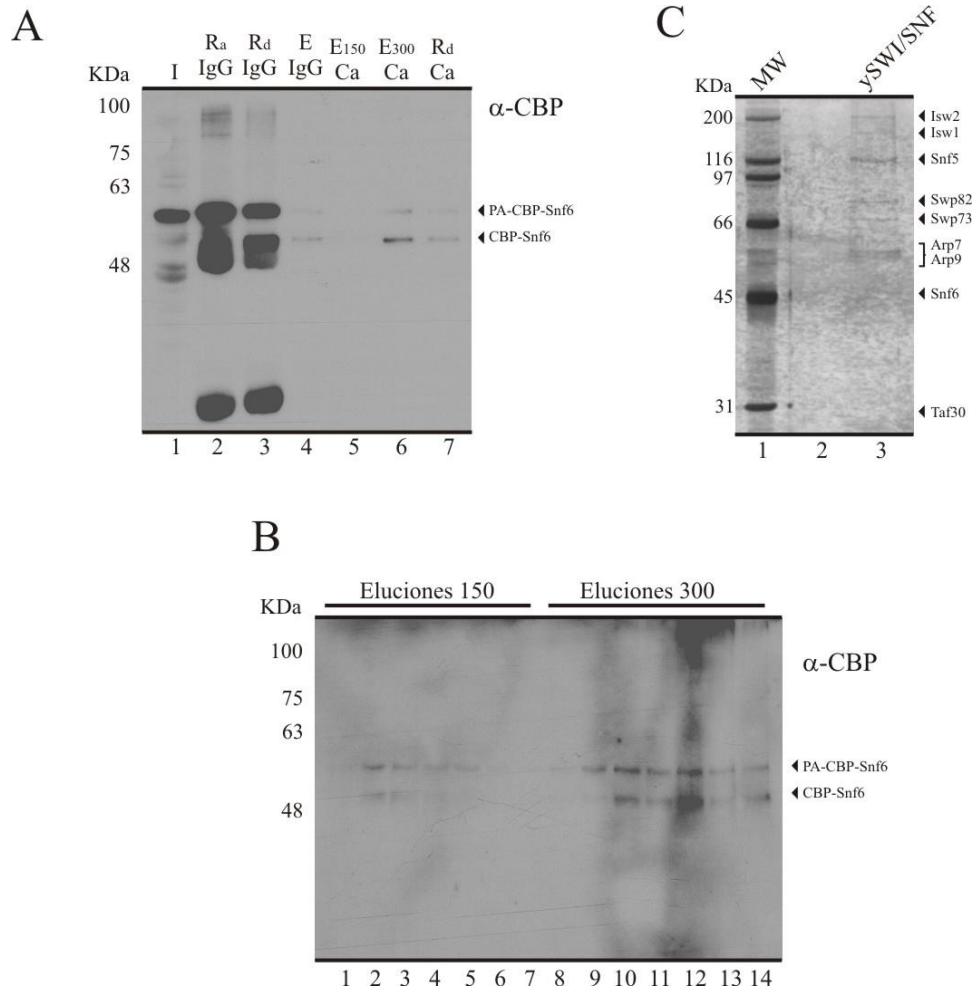 A
Ra Rd E E150 E300 Rd
KDa I IgG IgG IgG Ca Ca Ca
100
75
63
48
α-CBP
PA-CBP-Snf6
CBP-Snf6
1 2 3 4 5 6 7
C
MW ySWI/SNF
KDa
200
116
97
66
45
31
Isw2
Isw1
Snf5
Swp82
Swp73
Arp7
Arp9
Snf6
Taf30
1 2 3
B
Eluciones 150 Eluciones 300
KDa
100
75
63
48
α-CBP
PA-CBP-Snf6
CBP-Snf6
1 2 3 4 5 6 7 8 9 10 11 12 13 14